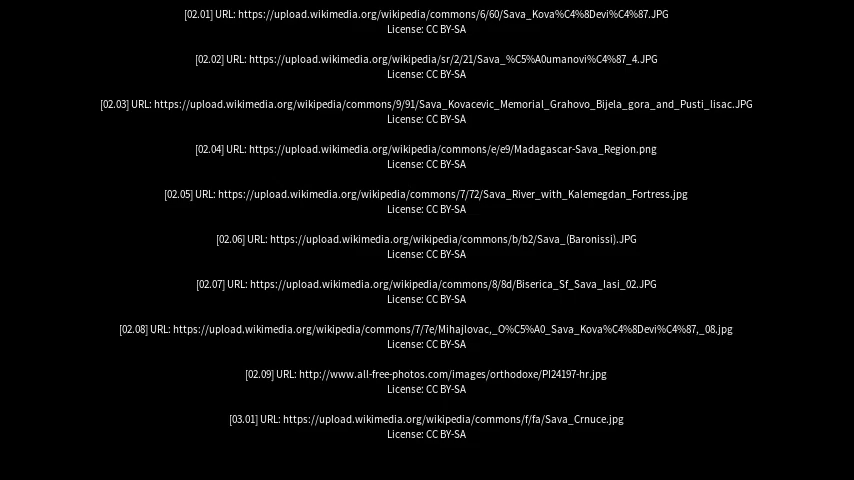 [02.01] URL: https://upload.wikimedia.org/wikipedia/commons/6/60/Sava_Kova%C4%8Devi%C4%87.JPG
License: CC BY-SA
[02.02] URL: https://upload.wikimedia.org/wikipedia/sr/2/21/Sava_%C5%A0umanovi%C4%87_4.JPG
License: CC BY-SA
[02.03] URL: https://upload.wikimedia.org/wikipedia/commons/9/91/Sava_Kovacevic_Memorial_Grahovo_Bijela_gora_and_Pusti_lisac.JPG
License: CC BY-SA
[02.04] URL: https://upload.wikimedia.org/wikipedia/commons/e/e9/Madagascar-Sava_Region.png
License: CC BY-SA
[02.05] URL: https://upload.wikimedia.org/wikipedia/commons/7/72/Sava_River_with_Kalemegdan_Fortress.jpg
License: CC BY-SA
[02.06] URL: https://upload.wikimedia.org/wikipedia/commons/b/b2/Sava_(Baronissi).JPG
License: CC BY-SA
[02.07] URL: https://upload.wikimedia.org/wikipedia/commons/8/8d/Biserica_Sf_Sava_Iasi_02.JPG
License: CC BY-SA
[02.08] URL: https://upload.wikimedia.org/wikipedia/commons/7/7e/Mihajlovac,_O%C5%A0_Sava_Kova%C4%8Devi%C4%87,_08.jpg
License: CC BY-SA
[02.09] URL: http://www.all-free-photos.com/images/orthodoxe/PI24197-hr.jpg
License: CC BY-SA
[03.01] URL: https://upload.wikimedia.org/wikipedia/commons/f/fa/Sava_Crnuce.jpg
License: CC BY-SA